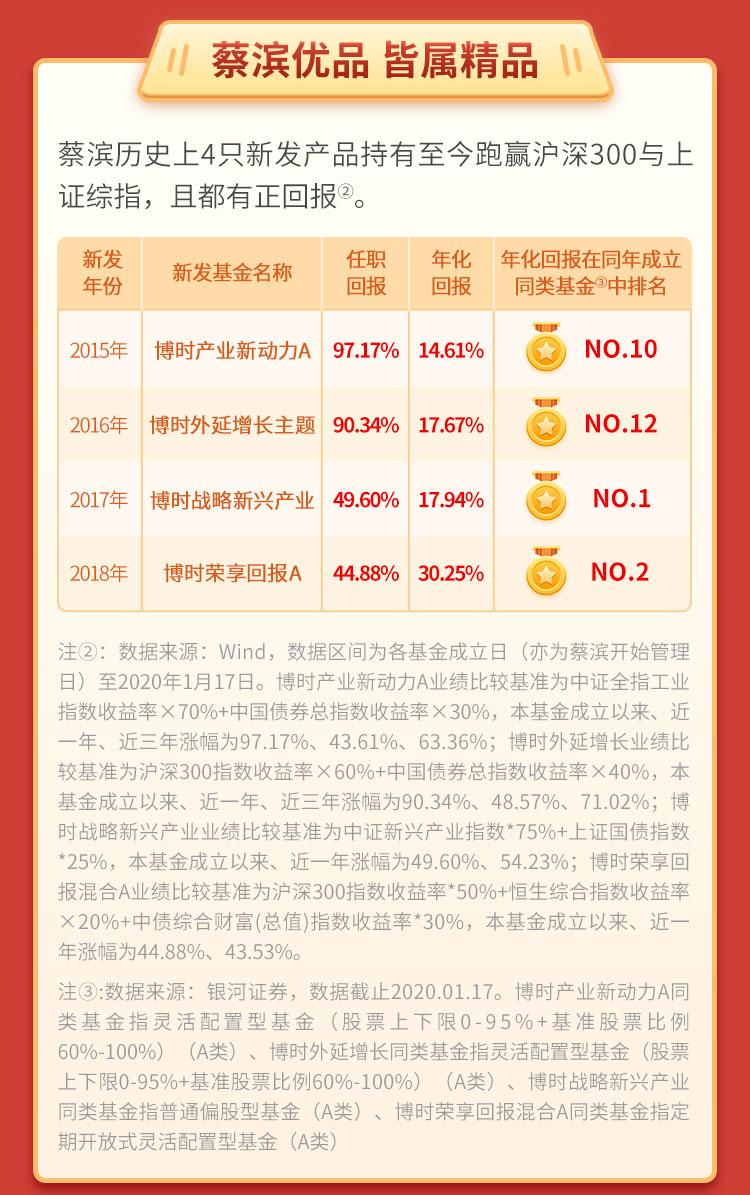 蔡滨优品 皆属精品
蔡滨历史上4只新发产品持有至今跑赢沪深300与上
证综指，且都有正回报②。
新发年份 新发基金名称 任职回报 年化回报 年化回报在同年成立同类基金③中排名
2015年 博时产业新动力A 97.17% 14.61% NO.10
2016年 博时外延增长主题 90.34% 17.67% NO.12
2017年 博时战略新兴产业 49.60% 17.94% NO.1
2018年 博时荣享回报A 44.88% 30.25% NO.2
注②：数据来源：Wind，数据区间为各基金成立日（亦为蔡滨开始管理
日）至2020年1月17日。博时产业新动力A业绩比较基准为中证全指工业
指数收益率×70%+中国债券总指数收益率×30%，本基金成立以来、近
一年、近三年涨幅为97.17%、43.61%、63.36%；博时外延增长业绩比
较基准为沪深300指数收益率×60%+中国债券总指数收益率×40%，本
基金成立以来、近一年、近三年涨幅为90.34%、48.57%、71.02%；博
时战略新兴产业业绩比较基准为中证新兴产业指数*75%+上证国债指数
*25%，本基金成立以来、近一年涨幅为49.60%、54.23%；博时荣享回
报混合A业绩比较基准为沪深300指数收益率*50%+恒生综合指数收益率
×20%+中债综合财富(总值)指数收益率*30%，本基金成立以来、近一
年涨幅为44.88%、43.53%。
注③:数据来源：银河证券，数据截止2020.01.17。博时产业新动力A同
类基金指灵活配置型基金（股票上下限0-95%+基准股票比例
60%-100%）（A类）、博时外延增长同类基金指灵活配置型基金（股票
上下限0-95%+基准股票比例60%-100%）（A类）、博时战略新兴产业
同类基金指普通偏股型基金（A类）、博时荣享回报混合A同类基金指定
期开放式灵活配置型基金（A类）